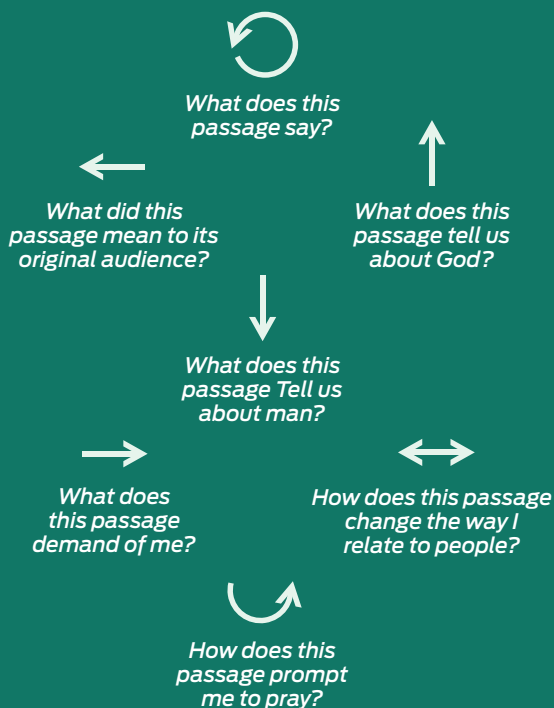 What does this
passage say?
What did this
passage mean to its
original audience?
What does this
passage tell us
about God?
What does this
passage Tell us
about man?
What does
this passage
demand of me?
How does this passage
change the way I
relate to people?
How does this
passage prompt
me to pray?